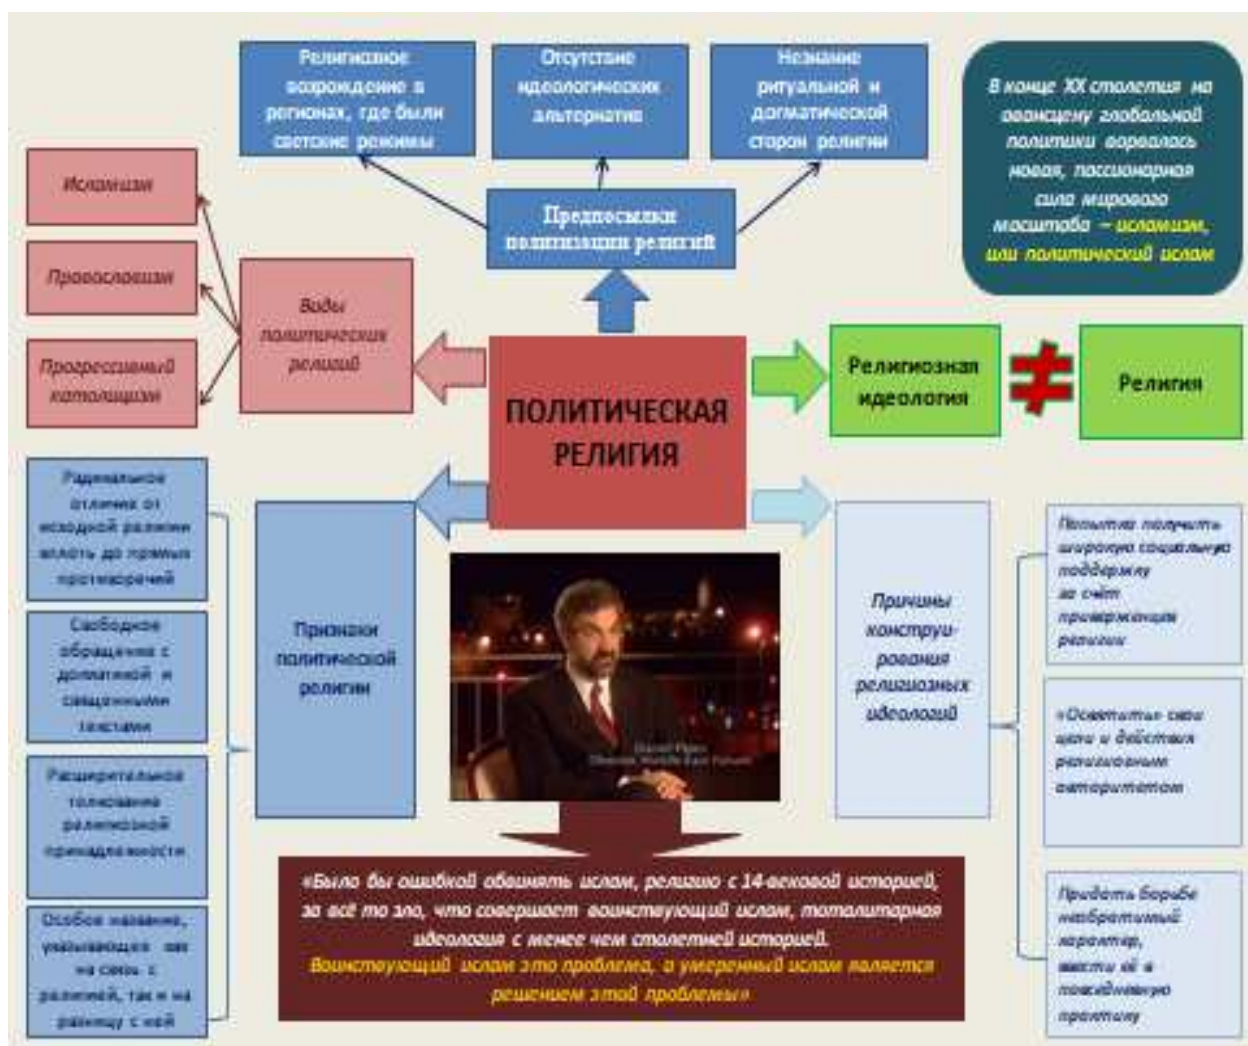 Религиозное
возрождение в
регионах, где были
светские режимы
Отсутствие
идеологических
альтернатив
Незнание
ритуальной и
догматической
сторон религии
В конце XX столетия на
авансцену глобальной
политики ворвалась
новая, пассионарная
сила мирового
масштаба – исламизм,
или политический ислам
Предпосылки
политизации религий
Исламизм
Православизм
Прогрессивный
католицизм
Виды
политических
религий
ПОЛИТИЧЕСКАЯ
РЕЛИГИЯ
Религиозная
идеология
≠
Религия
Радикальное
отличие от
исходной религии
вплоть до прямых
противоречий
Свободное
обращение с
догматикой и
священными
текстами
Расширительное
толкование
религиозной
принадлежности
Особое название,
указывающее как
на связь с
религией, так и на
разницу с ней
Признаки
политической
религии
Daniel Pipes
Director, Middle East Forum
Причины
конструи-
рования
религиозных
идеологий
Попытка получить
широкую социальную
поддержку
за счёт
приверженцев
религии
«Освятить» свои
цели и действия
религиозным
авторитетом
Придать борьбе
необратимый
характер,
ввести её в
повседневную
практику
«Было бы ошибкой обвинять ислам, религию с 14-вековой историей,
за всё то зло, что совершает воинствующий ислам, тоталитарная
идеология с менее чем столетней историей.
Воинствующий ислам это проблема, а умеренный ислам является
решением этой проблемы»